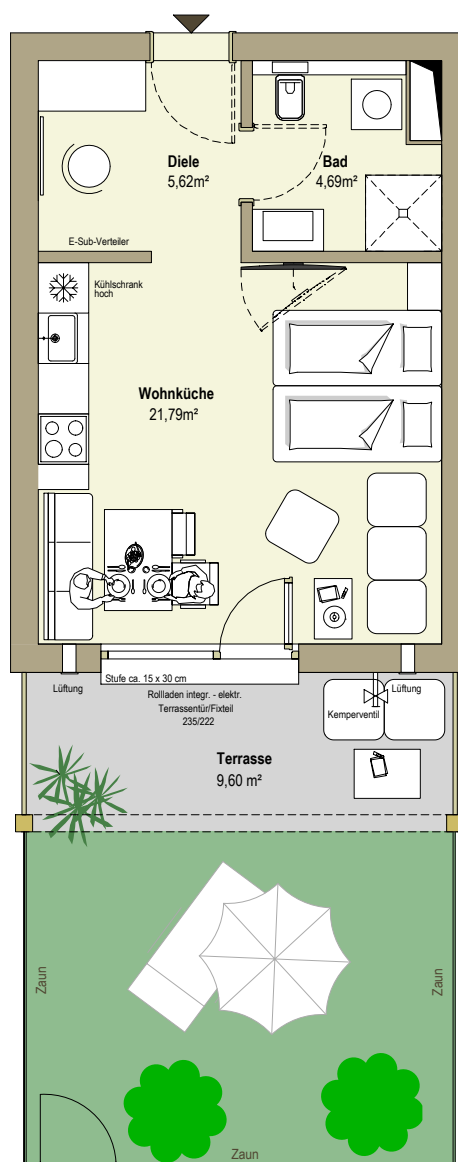 Diele
5,62m²
Bad
4,69m²
E-Sub-Verteiler
Kühlschrank
hoch
Wohnküche
21,79m²
Stufe ca. 15 x 30 cm
Lüftung
Rollladen integr. - elektr.
Terrassentür/Fixteil
235/222
Lüftung
Kemperventil
Terrasse
9,60 m²
Zaun
Zaun
Zaun